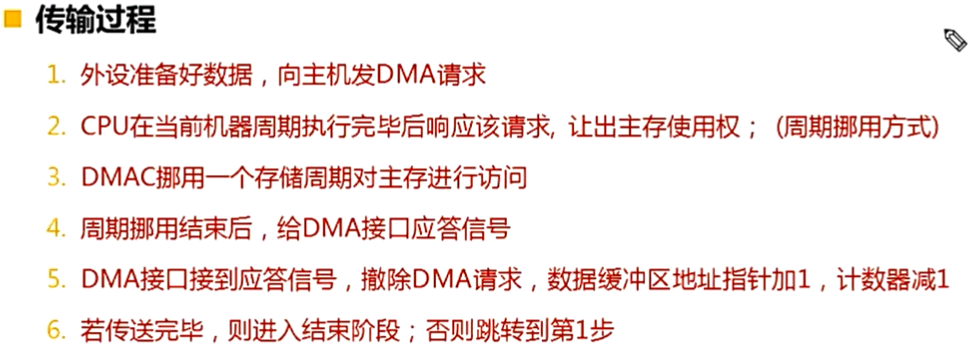 传输过程
1. 外设准备好数据，向主机发DMA请求
2. CPU在当前机器周期执行完毕后响应该请求, 让出主存使用权； (周期挪用方式)
3. DMAC挪用一个存储周期对主存进行访问
4. 周期挪用结束后，给DMA接口应答信号
5. DMA接口接到应答信号，撤除DMA请求，数据缓冲区地址指针加1，计数器减1
6. 若传送完毕，则进入结束阶段；否则跳转到第1步